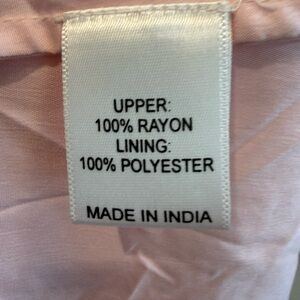 UPPER:
100% RAYON
LINING:
100% POLYESTER
MADE IN INDIA